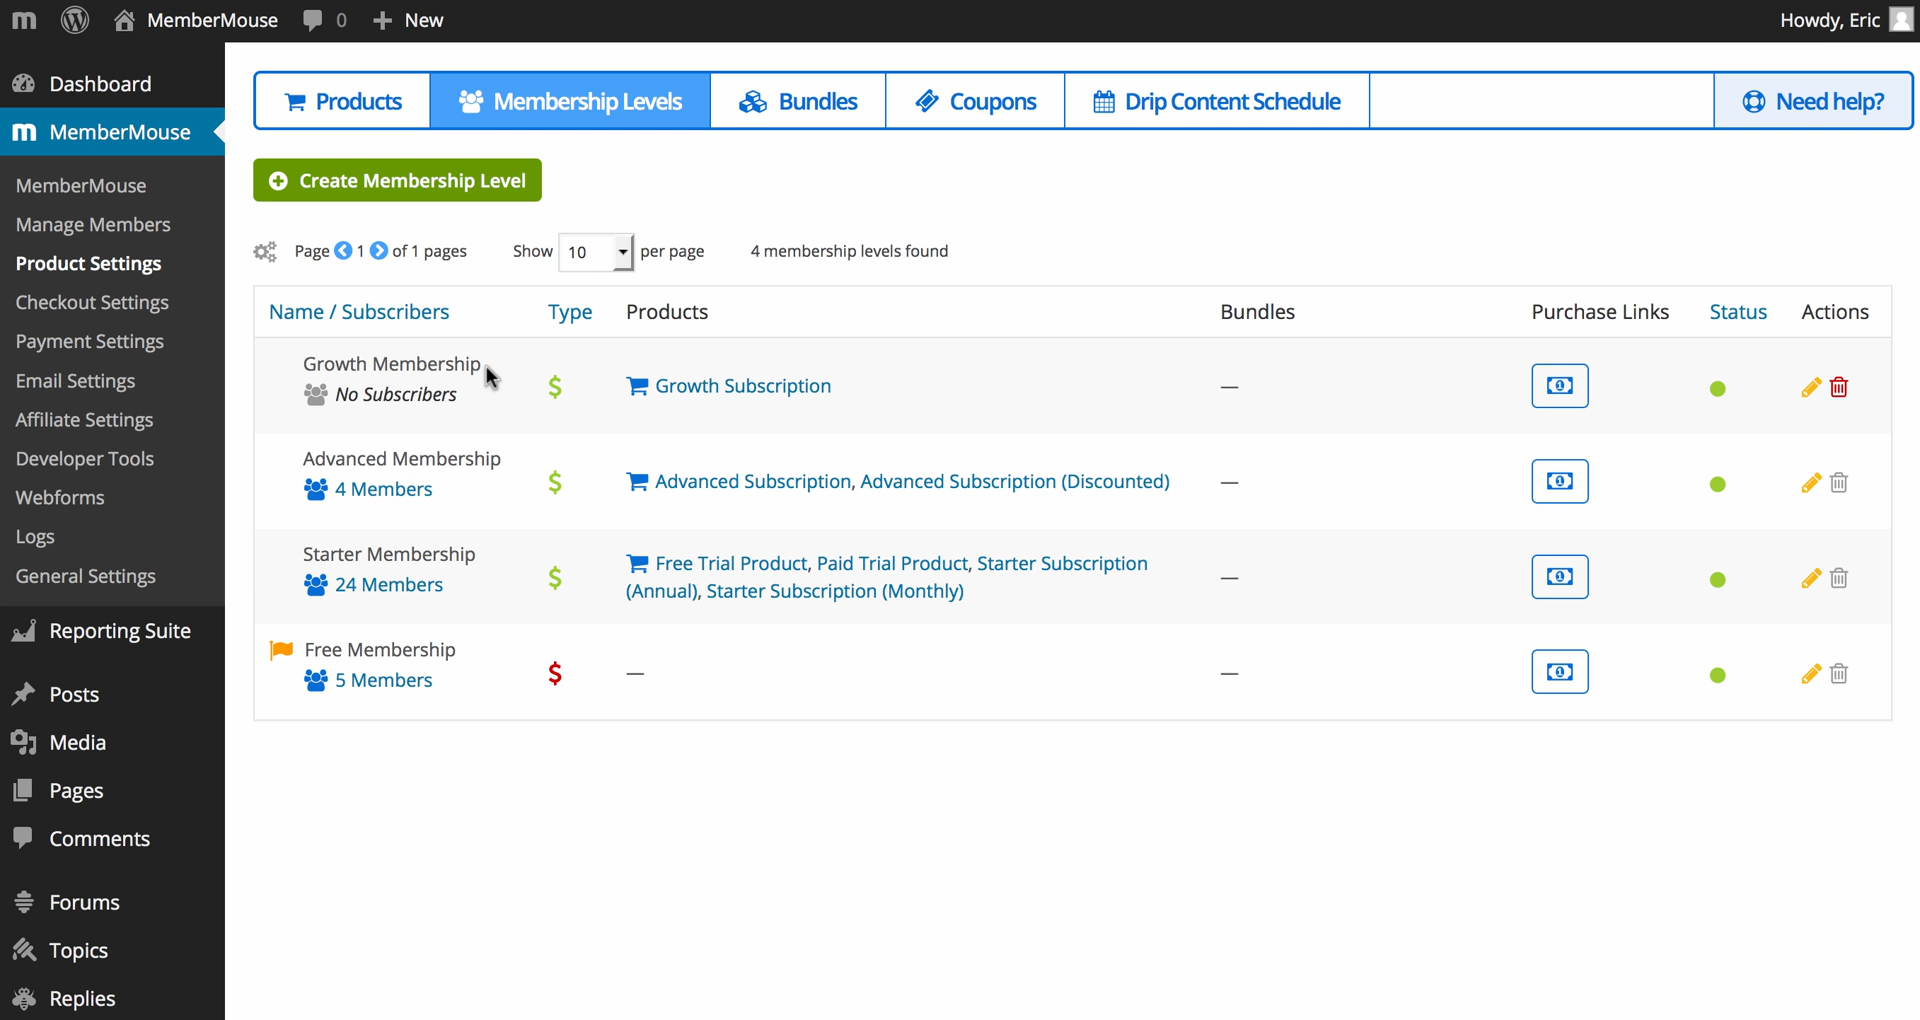 MemberMouse 0 New Howdy, Eric
Dashboard
MemberMouse
MemberMouse
Manage Members
Product Settings
Checkout Settings
Payment Settings
Email Settings
Affiliate Settings
Developer Tools
Webforms
Logs
General Settings
Reporting Suite
Posts
Media
Pages
Comments
Forums
Topics
Replies
Products Membership Levels Bundles Coupons Drip Content Schedule Need help?
Create Membership Level
Page 1 of 1 pages Show 10 per page 4 membership levels found
Name / Subscribers Type Products Bundles Purchase Links Status Actions
Growth Membership
No Subscribers $ Growth Subscription —
Advanced Membership
4 Members $ Advanced Subscription, Advanced Subscription (Discounted) —
Starter Membership
24 Members $ Free Trial Product, Paid Trial Product, Starter Subscription
(Annual), Starter Subscription (Monthly) —
Free Membership
5 Members $ — —